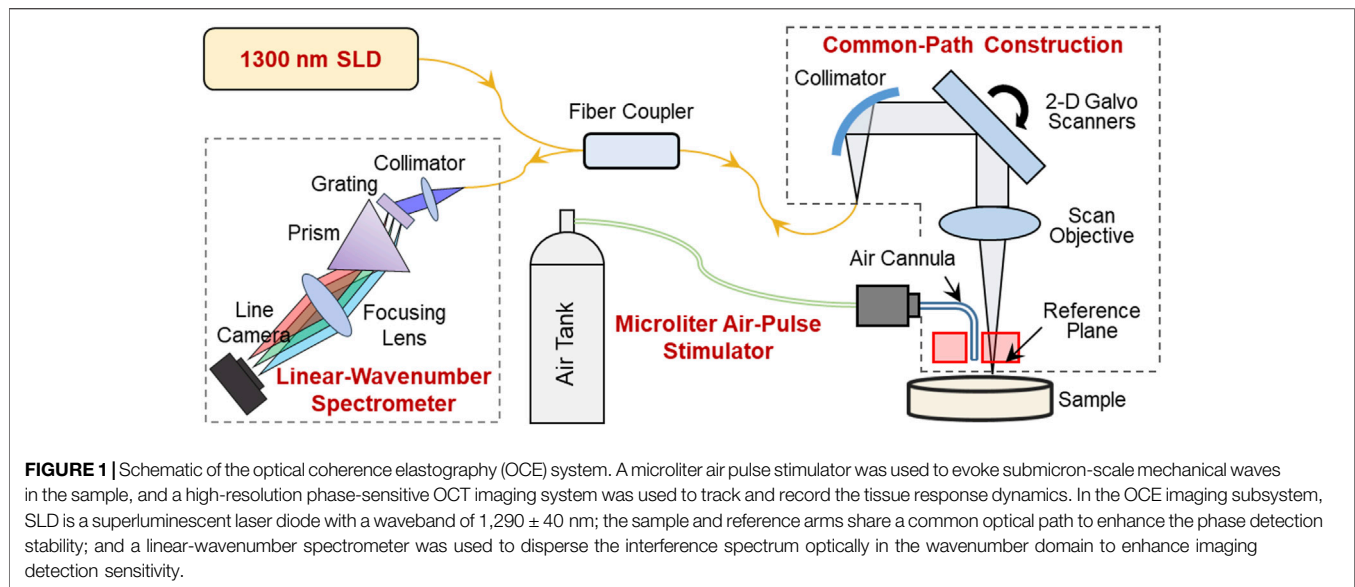 1300 nm SLD
Fiber Coupler
Common-Path Construction
Collimator
2-D Galvo
Scanners
Scan
Objective
Air Cannula
Reference
Plane
Sample
Collimator
Grating
Prism
Line
Camera
Focusing
Lens
Linear-Wavenumber
Spectrometer
Air Tank
Microliter Air-Pulse
Stimulator
FIGURE 1 | Schematic of the optical coherence elastography (OCE) system. A microliter air pulse stimulator was used to evoke submicron-scale mechanical waves
in the sample, and a high-resolution phase-sensitive OCT imaging system was used to track and record the tissue response dynamics. In the OCE imaging subsystem,
SLD is a superluminescent laser diode with a waveband of 1,290 ± 40 nm; the sample and reference arms share a common optical path to enhance the phase detection
stability; and a linear-wavenumber spectrometer was used to disperse the interference spectrum optically in the wavenumber domain to enhance imaging
detection sensitivity.